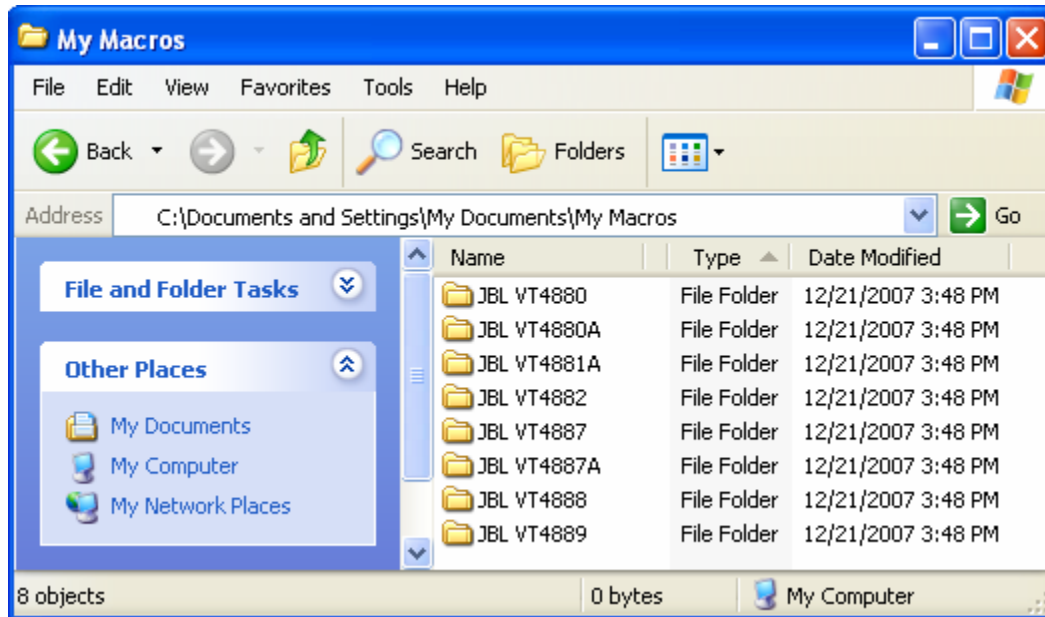 My Macros
File Edit View Favorites Tools Help
Back Search Folders
Address C:\Documents and Settings\My Documents\My Macros Go
File and Folder Tasks
Other Places
My Documents
My Computer
My Network Places
Name Type Date Modified
JBL VT4880 File Folder 12/21/2007 3:48 PM
JBL VT4880A File Folder 12/21/2007 3:48 PM
JBL VT4881A File Folder 12/21/2007 3:48 PM
JBL VT4882 File Folder 12/21/2007 3:48 PM
JBL VT4887 File Folder 12/21/2007 3:48 PM
JBL VT4887A File Folder 12/21/2007 3:48 PM
JBL VT4888 File Folder 12/21/2007 3:48 PM
JBL VT4889 File Folder 12/21/2007 3:48 PM
8 objects 0 bytes My Computer